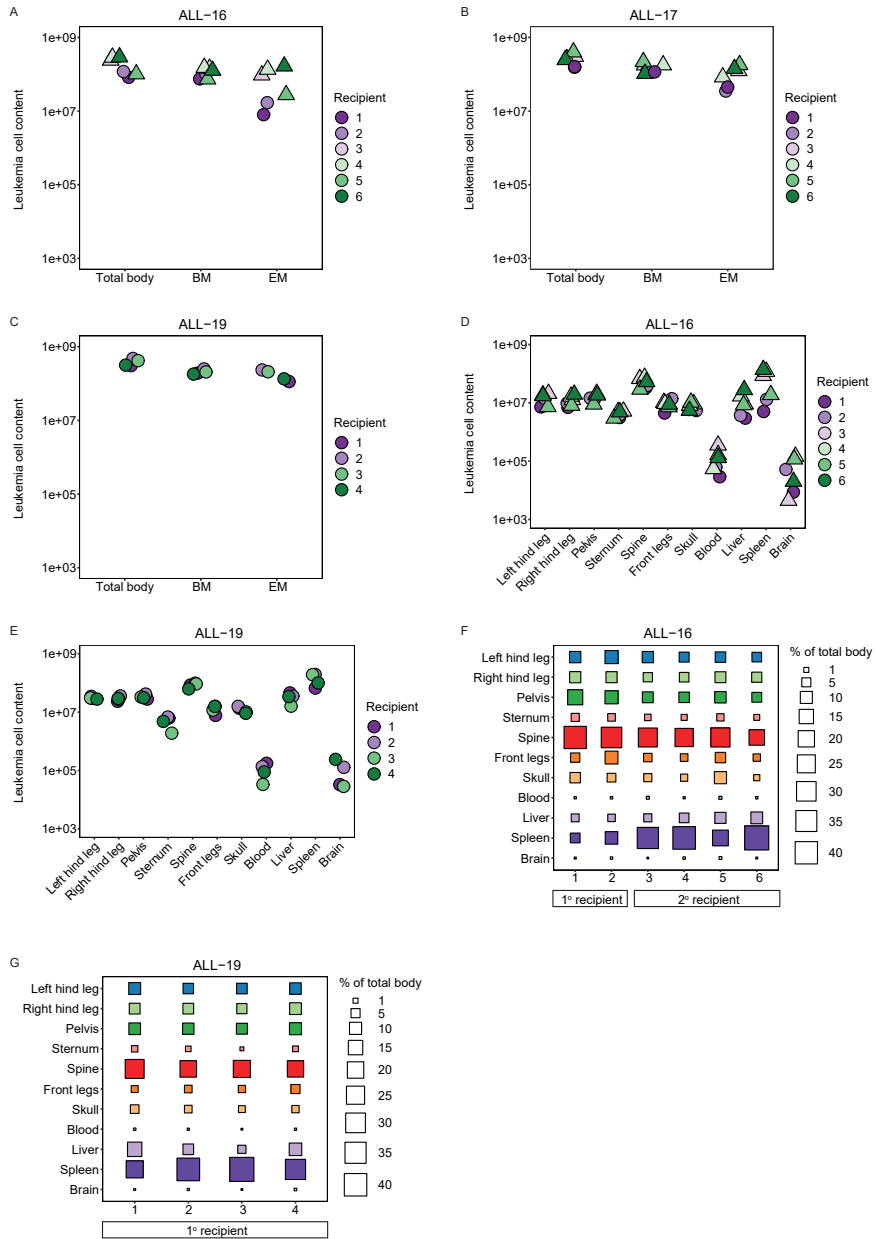 A
ALL−16
Leukemia cell content
1e+09
1e+07
1e+05
1e+03
Total body
BM
EM
Recipient
1
2
3
4
5
6
B
ALL−17
Leukemia cell content
1e+09
1e+07
1e+05
1e+03
Total body
BM
EM
Recipient
1
2
3
4
5
6
C
ALL−19
Leukemia cell content
1e+09
1e+07
1e+05
1e+03
Total body
BM
EM
Recipient
1
2
3
4
D
ALL−16
Leukemia cell content
1e+09
1e+07
1e+05
1e+03
Left hind leg
Right hind leg
Pelvis
Sternum
Spine
Front legs
Skull
Blood
Liver
Spleen
Brain
Recipient
1
2
3
4
5
6
E
ALL−19
Leukemia cell content
1e+09
1e+07
1e+05
1e+03
Left hind leg
Right hind leg
Pelvis
Sternum
Spine
Front legs
Skull
Blood
Liver
Spleen
Brain
Recipient
1
2
3
4
F
ALL−16
Left hind leg
Right hind leg
Pelvis
Sternum
Spine
Front legs
Skull
Blood
Liver
Spleen
Brain
1 2 3 4 5 6
1° recipient
2° recipient
% of total body
1
5
10
15
20
25
30
35
40
G
ALL−19
Left hind leg
Right hind leg
Pelvis
Sternum
Spine
Front legs
Skull
Blood
Liver
Spleen
Brain
1 2 3 4
1° recipient
% of total body
1
5
10
15
20
25
30
35
40